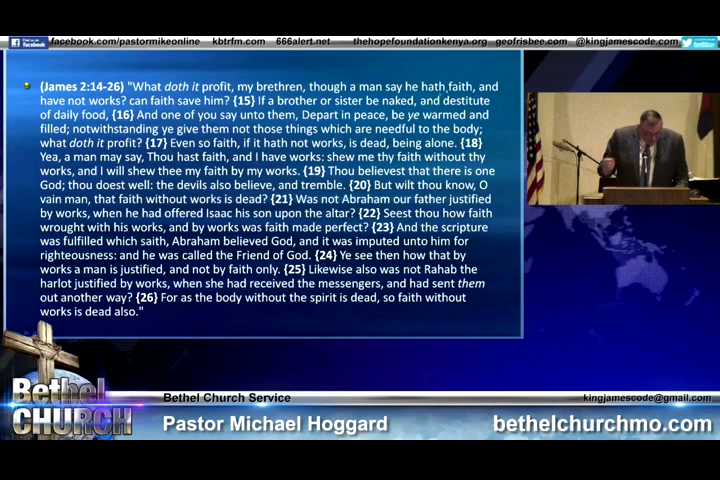 Find us on facebook
facebook.com/pastormikeonline kbtrfm.com 666alert.net thehopefoundationkenya.org geofrisbee.com @kingjamescode.com twitter
(James 2:14-26) "What doth it profit, my brethren, though a man say he hath faith, and
have not works? can faith save him? {15} If a brother or sister be naked, and destitute
of daily food, {16} And one of you say unto them, Depart in peace, be ye warmed and
filled; notwithstanding ye give them not those things which are needful to the body;
what doth it profit? {17} Even so faith, if it hath not works, is dead, being alone. {18}
Yea, a man may say, Thou hast faith, and I have works: shew me thy faith without thy
works, and I will shew thee my faith by my works. {19} Thou believest that there is one
God; thou doest well: the devils also believe, and tremble. {20} But wilt thou know, O
vain man, that faith without works is dead? {21} Was not Abraham our father justified
by works, when he had offered Isaac his son upon the altar? {22} Seest thou how faith
wrought with his works, and by works was faith made perfect? {23} And the scripture
was fulfilled which saith, Abraham believed God, and it was imputed unto him for
righteousness: and he was called the Friend of God. {24} Ye see then how that by
works a man is justified, and not by faith only. {25} Likewise also was not Rahab the
harlot justified by works, when she had received the messengers, and had sent them
out another way? {26} For as the body without the spirit is dead, so faith without
works is dead also."
Bethel
CHURCH
Bethel Church Service kingjamescode@gmail.com
Pastor Michael Hoggard bethelchurchmo.com